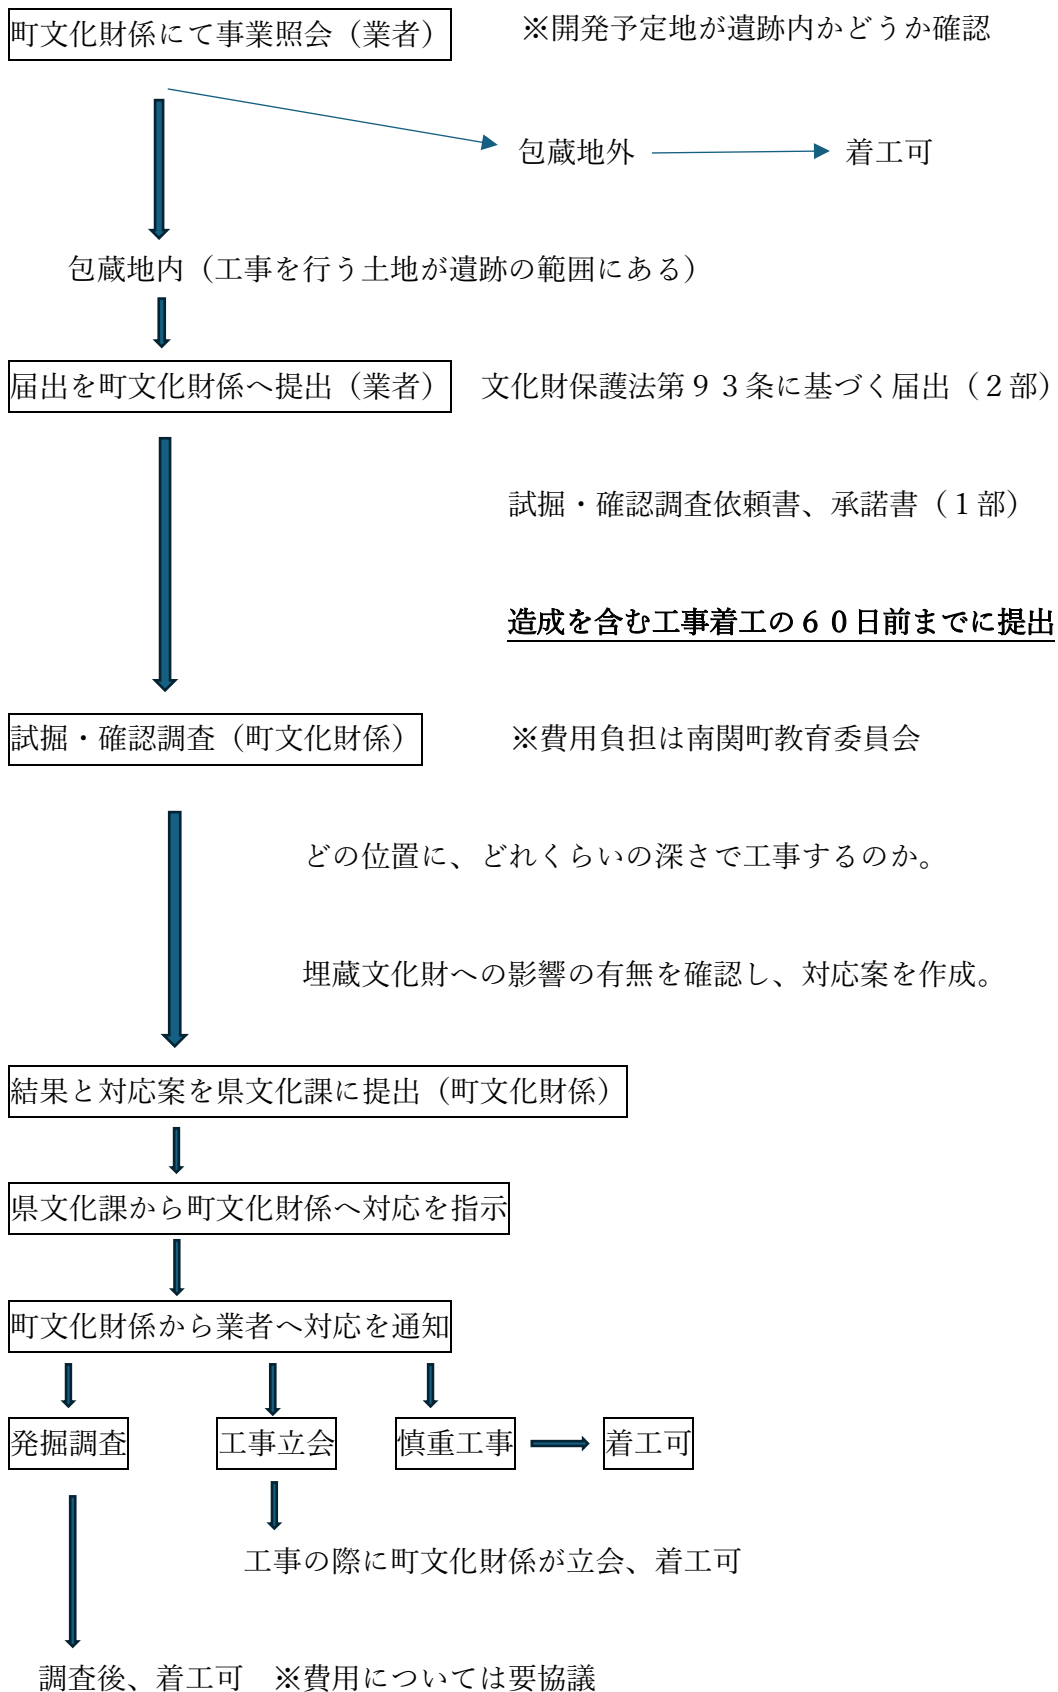 町文化財係にて事業照会（業者）
※開発予定地が遺跡内かどうか確認
包蔵地外
着工可
包蔵地内（工事を行う土地が遺跡の範囲にある）
届出を町文化財係へ提出（業者）
文化財保護法第９３条に基づく届出（２部）
試掘・確認調査依頼書、承諾書（１部）
造成を含む工事着工の６０日前までに提出
試掘・確認調査（町文化財係）
※費用負担は南関町教育委員会
どの位置に、どれくらいの深さで工事するのか。
埋蔵文化財への影響の有無を確認し、対応案を作成。
結果と対応案を県文化課に提出（町文化財係）
県文化課から町文化財係へ対応を指示
町文化財係から業者へ対応を通知
発掘調査
工事立会
慎重工事
着工可
工事の際に町文化財係が立会、着工可
調査後、着工可　※費用については要協議